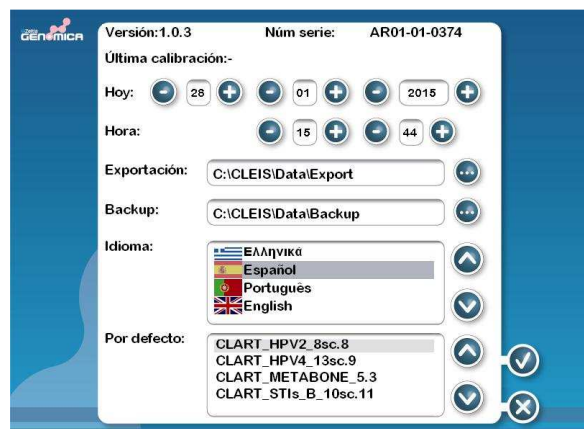 Zeltia
GENOMICA
Versión:1.0.3 Núm serie: AR01-01-0374
Última calibración:-
Hoy: - 28 + - 01 + - 2015 +
Hora: - 15 + - 44 +
Exportación: C:\CLEIS\Data\Export ...
Backup: C:\CLEIS\Data\Backup ...
Idioma:
Ελληνικά
Español
Português
English
Por defecto:
CLART_HPV2_8sc.8
CLART_HPV4_13sc.9
CLART_METABONE_5.3
CLART_STIs_B_10sc.11